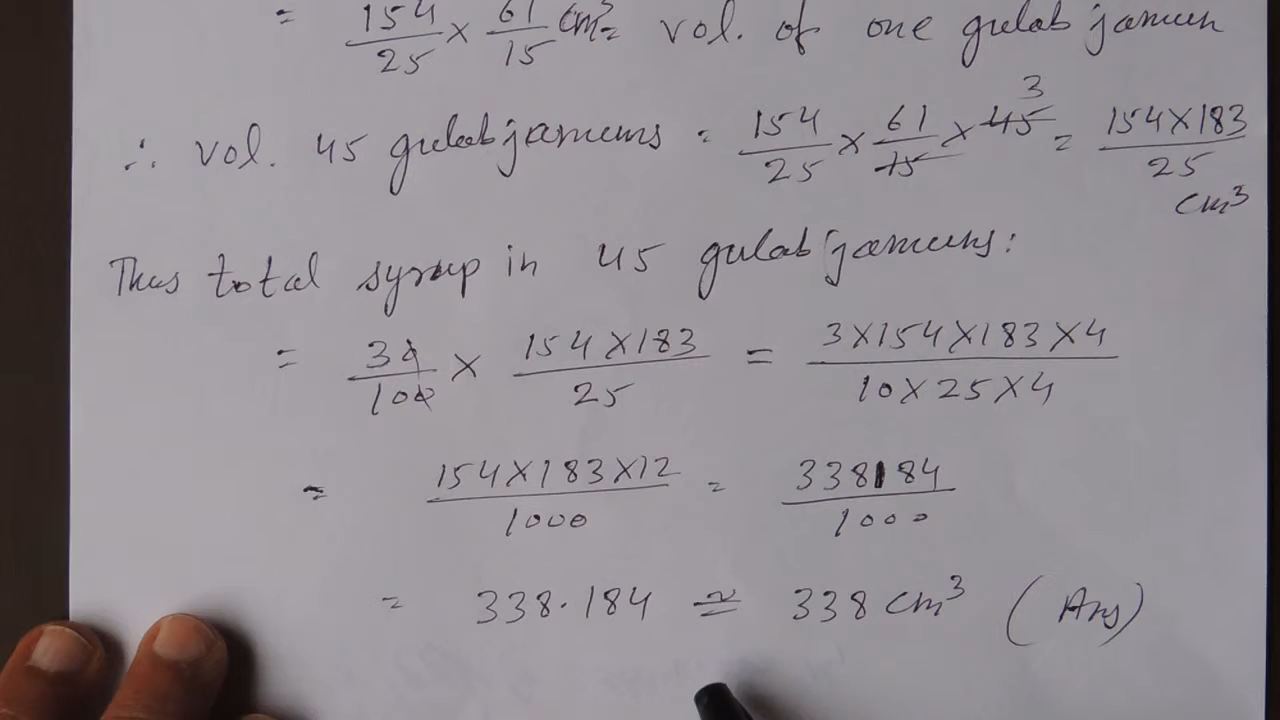 = 154/25 × 61/15 cm³ = vol. of one gulab jamun
∴ vol. 45 gulab jamuns = 154/25 × 61/15 × 45 3 = 154×183/25 cm³
Thus total syrup in 45 gulab jamuns:
= 30/100 × 154×183/25 = 3×154×183×4/10×25×4
= 154×183×12/1000 = 338184/1000
= 338.184 ≃ 338 cm³ (Ans)